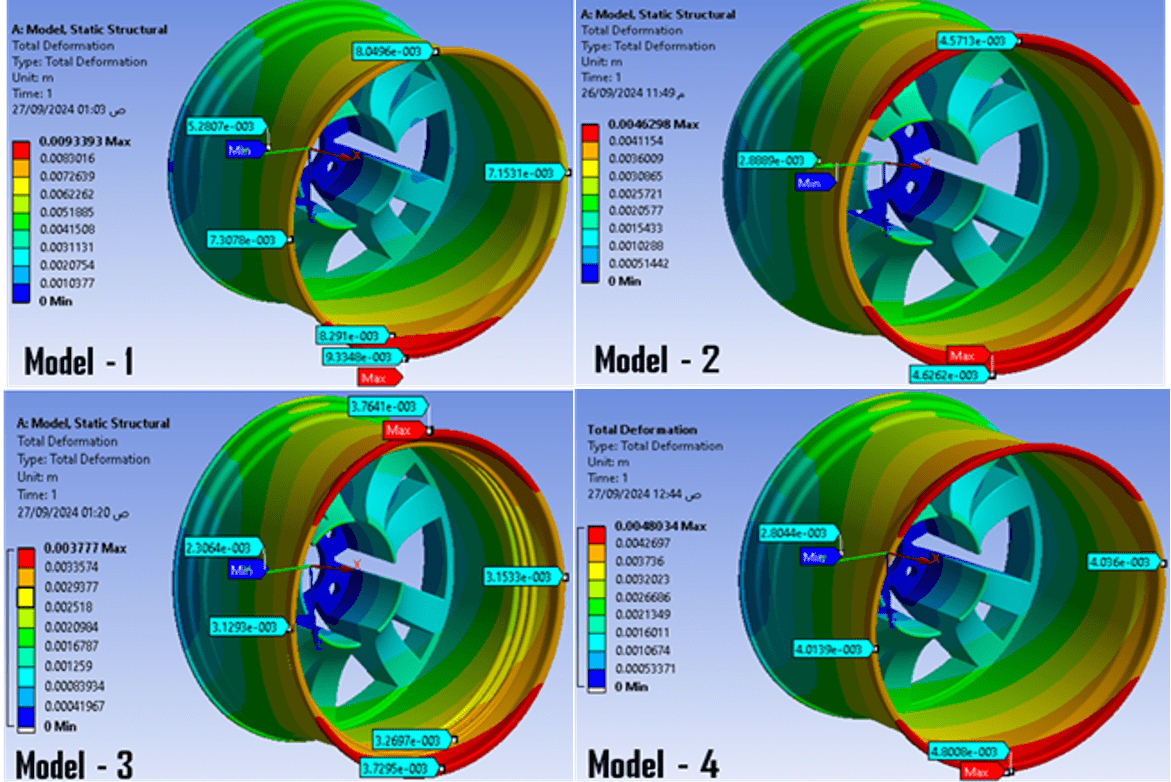 A: Model, Static Structural
Total Deformation
Type: Total Deformation
Unit: m
Time: 1
27/09/2024 01:03 ص
0.0093393 Max
0.0083016
0.0072639
0.0062262
0.0051885
0.0041508
0.0031131
0.0020754
0.0010377
0 Min
8.0496e-003
5.2807e-003
Min
X
7.1531e-003
7.3078e-003
8.291e-003
9.3348e-003
Max
Model - 1
A: Model, Static Structural
Total Deformation
Type: Total Deformation
Unit: m
Time: 1
26/09/2024 11:49 م
0.0046298 Max
0.0041154
0.0036009
0.0030865
0.0025721
0.0020577
0.0015433
0.0010288
0.00051442
0 Min
4.5713e-003
2.8889e-003
Min
X
Max
4.6262e-003
Model - 2
A: Model, Static Structural
Total Deformation
Type: Total Deformation
Unit: m
Time: 1
27/09/2024 01:20 ص
0.003777 Max
0.0033574
0.0029377
0.002518
0.0020984
0.0016787
0.001259
0.00083934
0.00041967
0 Min
3.7641e-003
Max
2.3064e-003
Min
X
3.1533e-003
3.1293e-003
3.2697e-003
3.7295e-003
Model - 3
Total Deformation
Type: Total Deformation
Unit: m
Time: 1
27/09/2024 12:44 ص
0.0048034 Max
0.0042697
0.003736
0.0032023
0.0026686
0.0021349
0.0016011
0.0010674
0.00053371
0 Min
2.8044e-003
Min
X
4.036e-003
4.0139e-003
4.8008e-003
Max
Model - 4